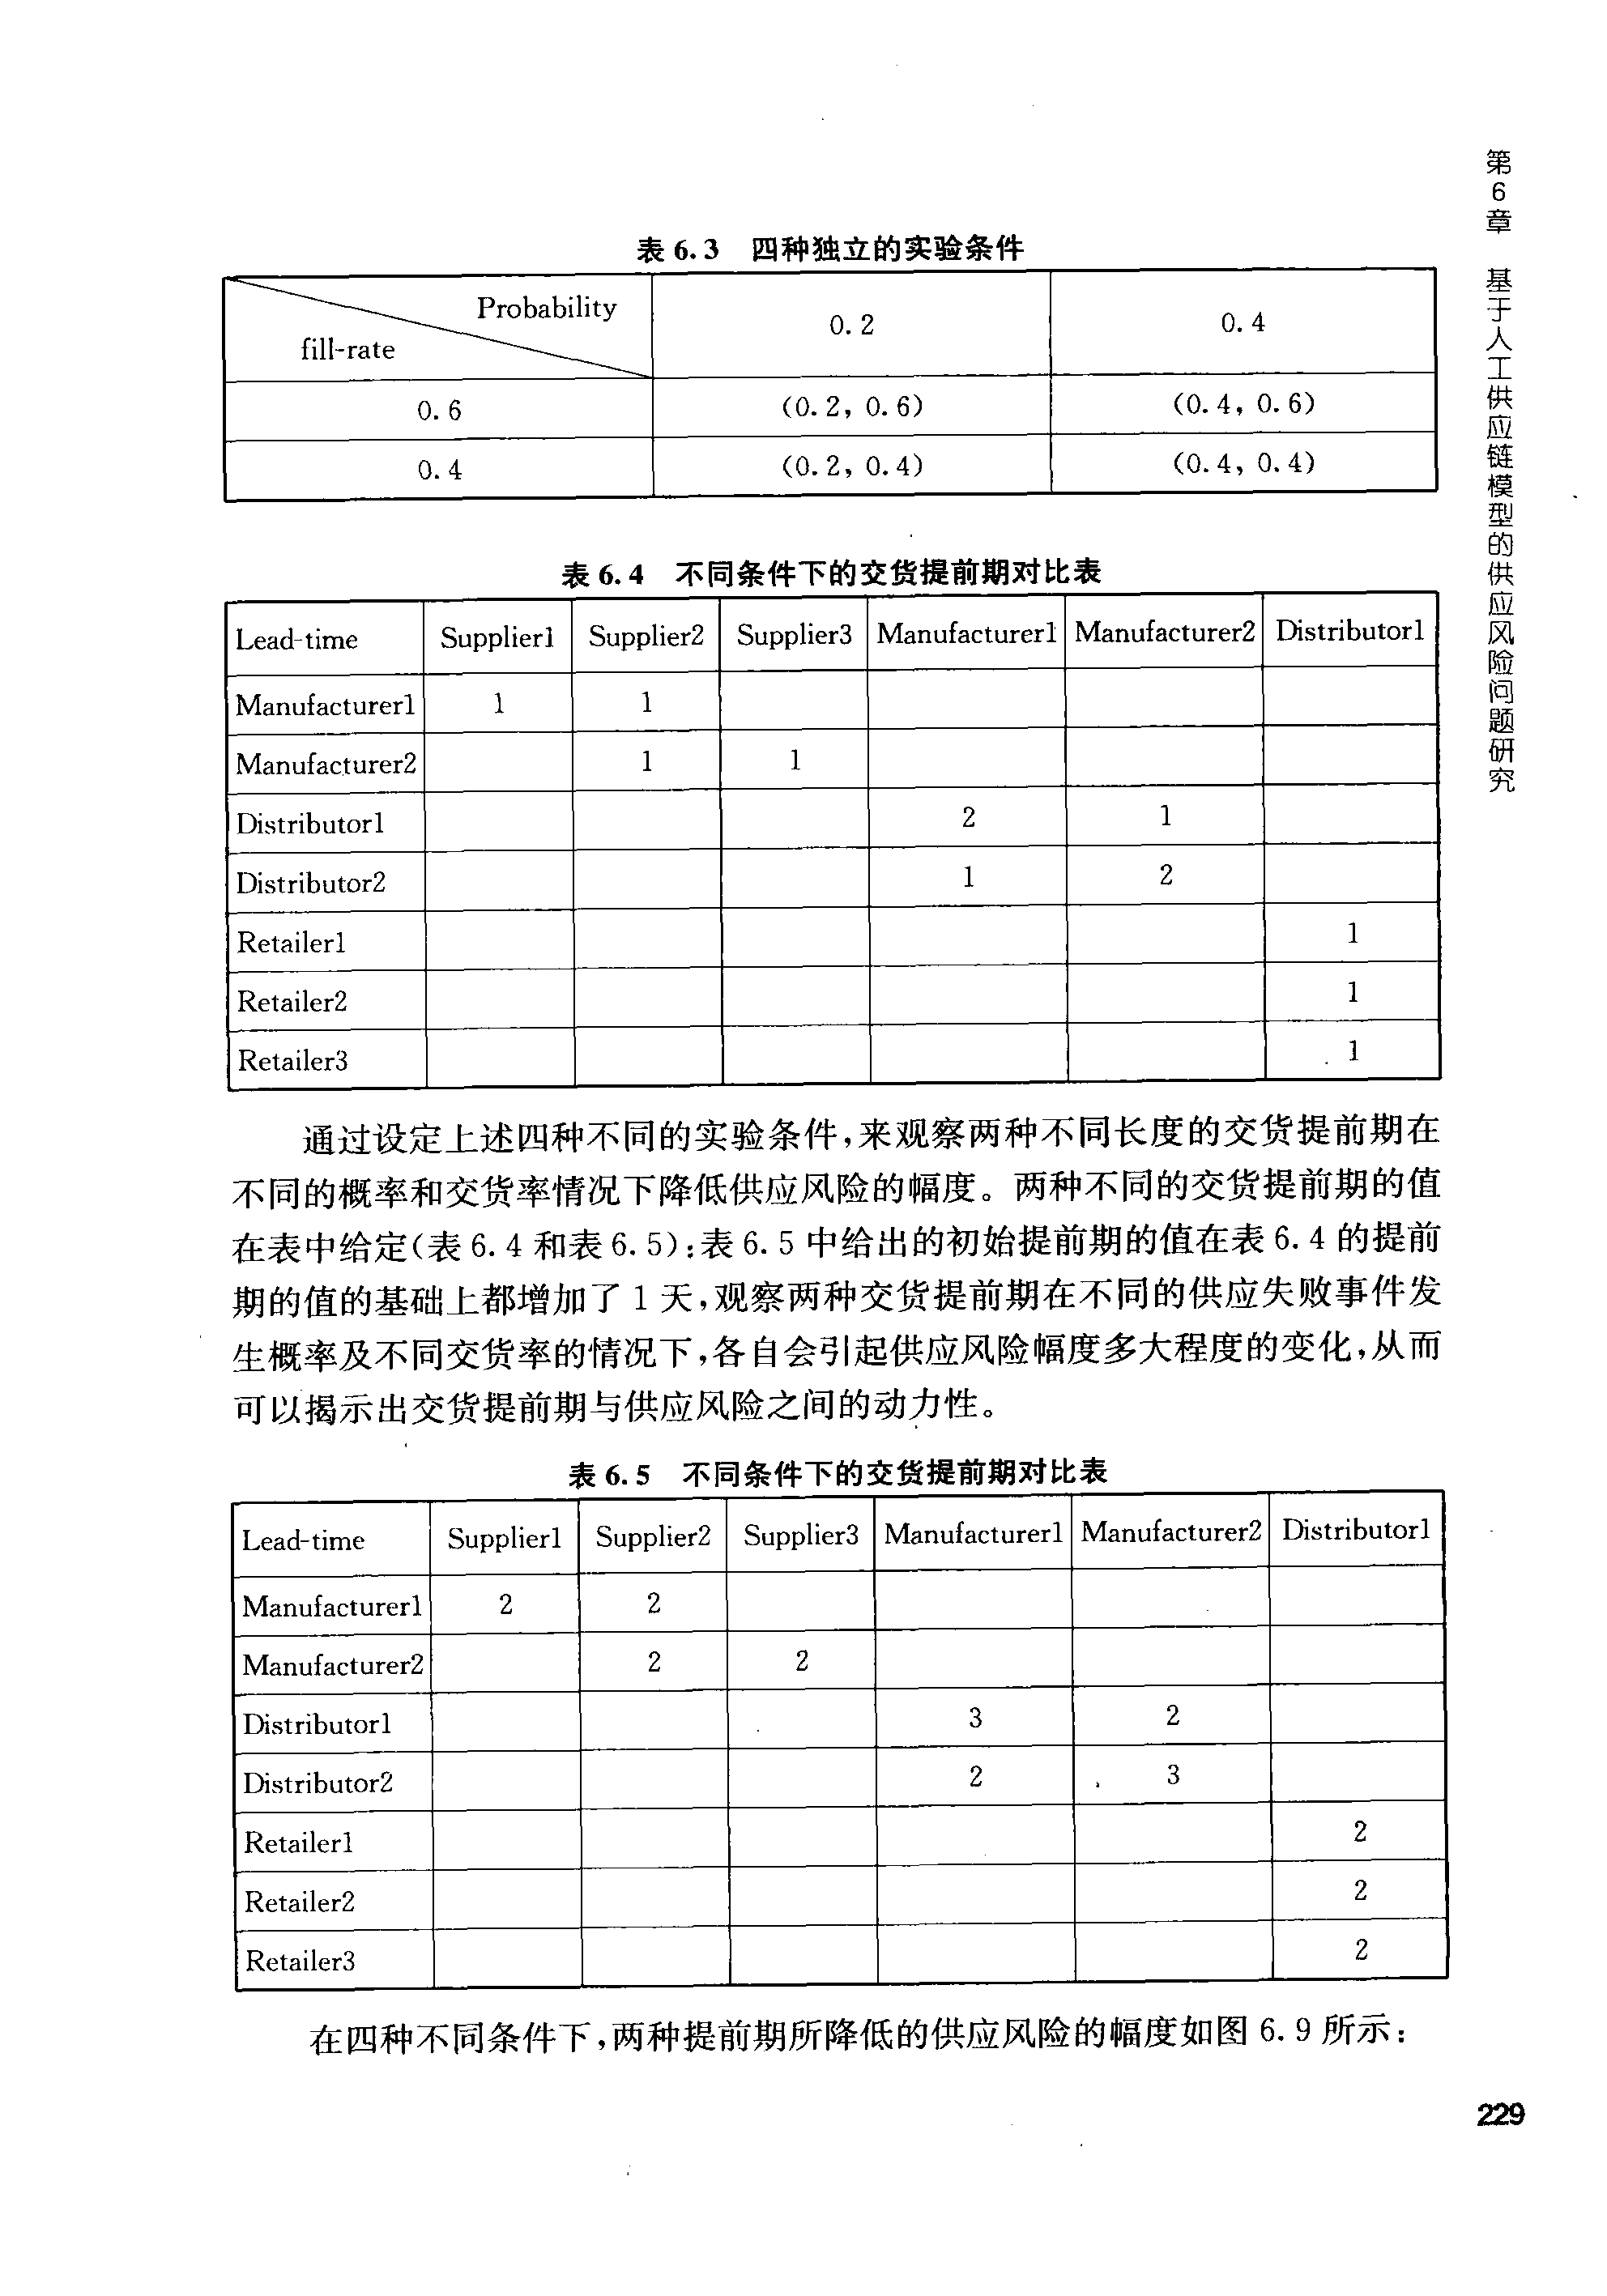 第6章 基于人工供应链模型的供应风险问题研究
表 6.3 四种独立的实验条件
Probability
fill-rate
0.2 0.4
0.6 (0.2, 0.6) (0.4, 0.6)
0.4 (0.2, 0.4) (0.4, 0.4)
表 6.4 不同条件下的交货提前期对比表
Lead-time Supplier1 Supplier2 Supplier3 Manufacturer1 Manufacturer2 Distributor1
Manufacturer1 1 1
Manufacturer2 1 1
Distributor1 2 1
Distributor2 1 2
Retailer1 1
Retailer2 1
Retailer3 1
通过设定上述四种不同的实验条件,来观察两种不同长度的交货提前期在
不同的概率和交货率情况下降低供应风险的幅度。两种不同的交货提前期的值
在表中给定(表 6.4 和表 6.5):表 6.5 中给出的初始提前期的值在表 6.4 的提前
期的值的基础上都增加了 1 天,观察两种交货提前期在不同的供应失败事件发
生概率及不同交货率的情况下,各自会引起供应风险幅度多大程度的变化,从而
可以揭示出交货提前期与供应风险之间的动力性。
表 6.5 不同条件下的交货提前期对比表
Lead-time Supplier1 Supplier2 Supplier3 Manufacturer1 Manufacturer2 Distributor1
Manufacturer1 2 2
Manufacturer2 2 2
Distributor1 3 2
Distributor2 2 3
Retailer1 2
Retailer2 2
Retailer3 2
在四种不同条件下,两种提前期所降低的供应风险的幅度如图 6.9 所示:
229